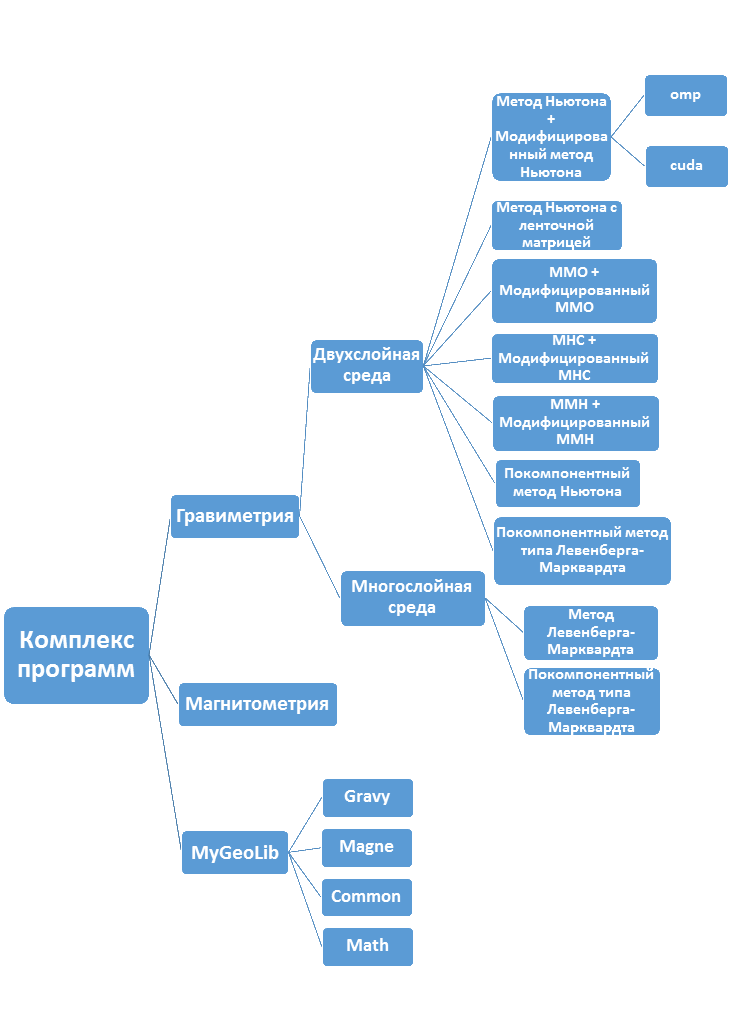 Комплекс
программ
Гравиметрия
Двухслойная
среда
Метод Ньютона
+
Модифицирова
нный метод
Ньютона
omp
cuda
Метод Ньютона с
ленточной
матрицей
ММО +
Модифицированный
ММО
МНС +
Модифицированный
МНС
ММН +
Модифицированный
ММН
Покомпонентный
метод Ньютона
Покомпонентный метод
типа Левенберга-
Марквардта
Многослойная
среда
Метод
Левенберга-
Марквардта
Покомпонентный
метод типа
Левенберга-
Марквардта
Магнитометрия
MyGeoLib
Gravy
Magne
Common
Math